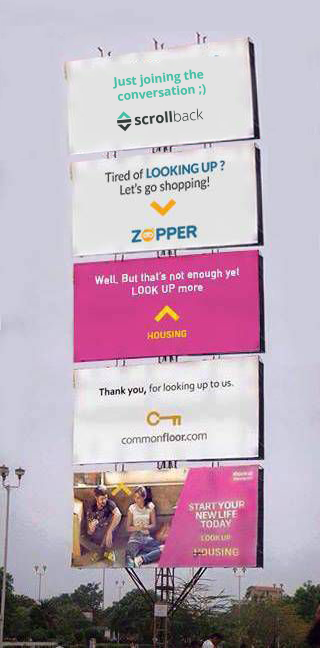 Just joining the
conversation ;)
scrollback
Tired of LOOKING UP ?
Let's go shopping!
ZOPPER
Well, But that's not enough yet
LOOK UP more
HOUSING
Thank you, for looking up to us.
commonfloor.com
START YOUR
NEW LIFE
TODAY
LOOK UP
HOUSING